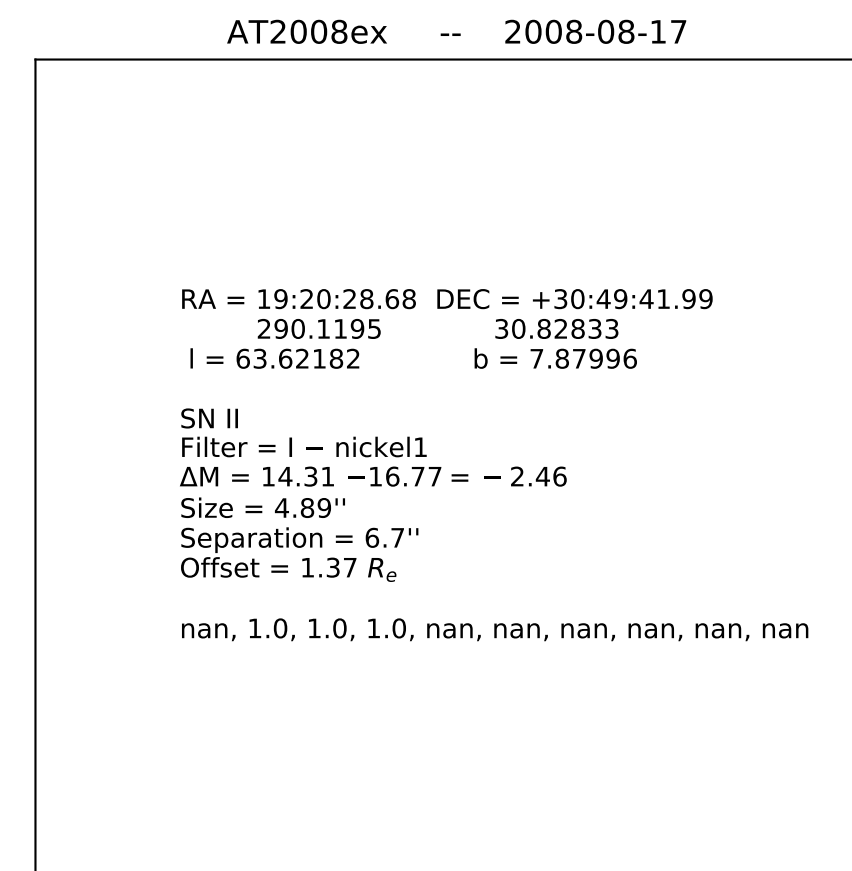 AT2008ex -- 2008-08-17
RA = 19:20:28.68 DEC = +30:49:41.99
290.1195 30.82833
l = 63.62182 b = 7.87996
SN II
Filter = I − nickel1
ΔM = 14.31 −16.77 = − 2.46
Size = 4.89''
Separation = 6.7''
Offset = 1.37 Re
nan, 1.0, 1.0, 1.0, nan, nan, nan, nan, nan, nan